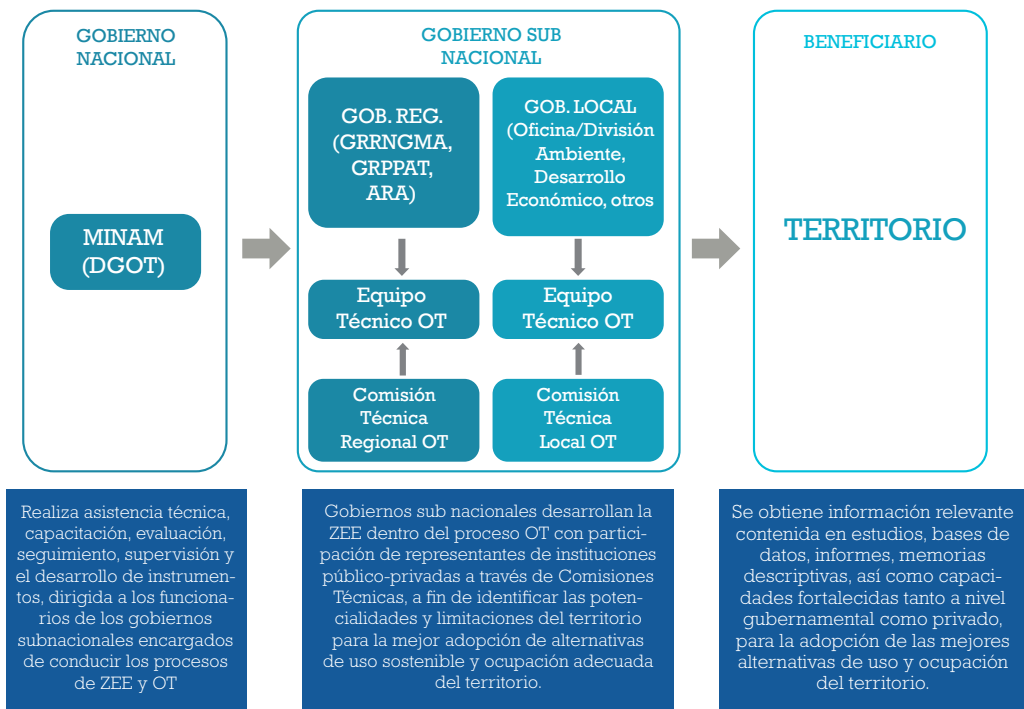 GOBIERNO
NACIONAL
MINAM
(DGOT)
GOBIERNO SUB
NACIONAL
GOB. REG.
(GRRNGMA,
GRPPAT,
ARA)
GOB. LOCAL
(Oficina/División
Ambiente,
Desarrollo
Económico, otros
Equipo
Técnico OT
Equipo
Técnico OT
Comisión
Técnica
Regional OT
Comisión
Técnica
Local OT
BENEFICIARIO
TERRITORIO
Realiza asistencia técnica,
capacitación, evaluación,
seguimiento, supervisión y
el desarrollo de instrumen-
tos, dirigida a los funciona-
rios de los gobiernos
subnacionales encargados
de conducir los procesos
de ZEE y OT
Gobiernos sub nacionales desarrollan la
ZEE dentro del proceso OT con partici-
pación de representantes de instituciones
público-privadas a través de Comisiones
Técnicas, a fin de identificar las poten-
cialidades y limitaciones del territorio
para la mejor adopción de alternativas
de uso sostenible y ocupación adecuada
del territorio.
Se obtiene información relevante
contenida en estudios, bases de
datos, informes, memorias
descriptivas, así como capaci-
dades fortalecidas tanto a nivel
gubernamental como privado,
para la adopción de las mejores
alternativas de uso y ocupación
del territorio.